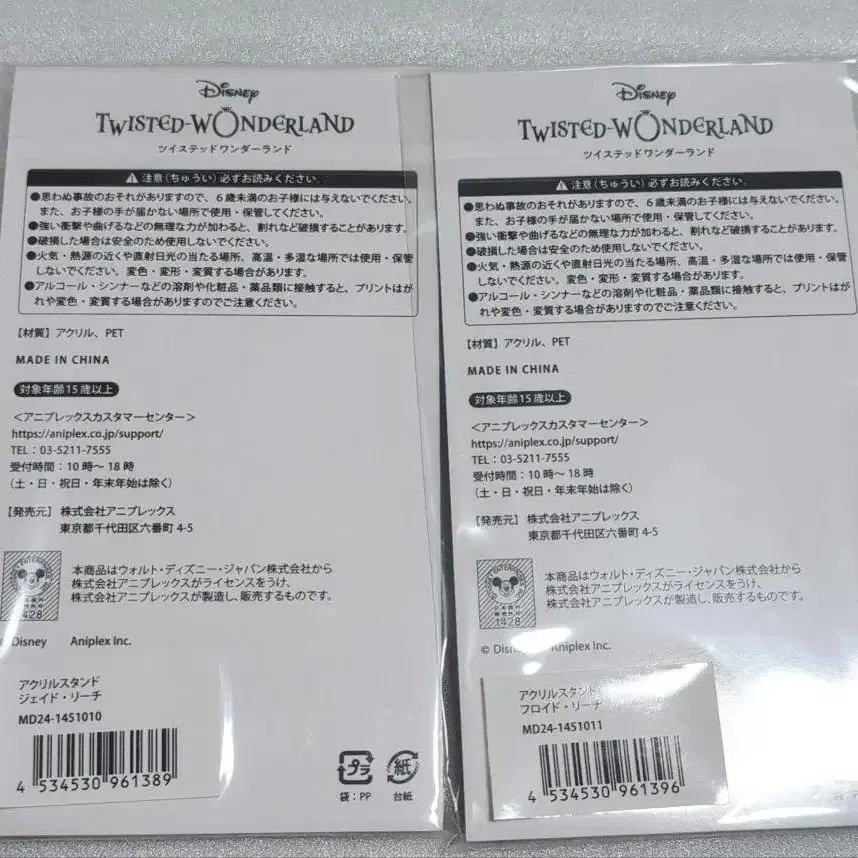 Disney
TWISTED-WONDERLAND
ツイステッドワンダーランド
⚠ 注意(ちゅうい)必ずお読みください。
●思わぬ事故のおそれがありますので、6歳未満のお子様には与えないでください。
また、お子様の手が届かない場所で使用・保管してください。
●強い衝撃や曲げるなどの無理な力が加わると、割れなど破損することがあります。
●破損した場合は安全のため使用しないでください。
●火気・熱源の近くや直射日光の当たる場所、高温・多湿な場所では使用・保管
しないでください。変色・変形・変質する場合があります。
●アルコール・シンナーなどの溶剤や化粧品・薬品類に接触すると、プリントはが
れや変色・変質する場合がありますのでご注意ください。
【材質】アクリル、PET
MADE IN CHINA
対象年齢15歳以上
<アニプレックスカスタマーセンター>
https://aniplex.co.jp/support/
TEL:03-5211-7555
受付時間:10時〜18時
(土・日・祝日・年末年始は除く)
【発売元】株式会社アニプレックス
東京都千代田区六番町4-5
本商品はウォルト・ディズニー・ジャパン株式会社から
株式会社アニプレックスがライセンスをうけ、
株式会社アニプレックスが製造し、販売するものです。
1428
Disney Aniplex Inc.
アクリルスタンド
ジェイド・リーチ
MD24-1451010
4 534530 961389
プラ
袋:PP
紙
台紙
Disney
TWISTED-WONDERLAND
ツイステッドワンダーランド
⚠ 注意(ちゅうい)必ずお読みください。
●思わぬ事故のおそれがありますので、6歳未満のお子様には与えないでください。
また、お子様の手が届かない場所で使用・保管してください。
●強い衝撃や曲げるなどの無理な力が加わると、割れなど破損することがあります。
●破損した場合は安全のため使用しないでください。
●火気・熱源の近くや直射日光の当たる場所、高温・多湿な場所では使用・保管
しないでください。変色・変形・変質する場合があります。
●アルコール・シンナーなどの溶剤や化粧品・薬品類に接触すると、プリントはが
れや変色・変質する場合がありますのでご注意ください。
【材質】アクリル、PET
MADE IN CHINA
対象年齢15歳以上
<アニプレックスカスタマーセンター>
https://aniplex.co.jp/support/
TEL:03-5211-7555
受付時間:10時〜18時
(土・日・祝日・年末年始は除く)
【発売元】株式会社アニプレックス
東京都千代田区六番町4-5
本商品はウォルト・ディズニー・ジャパン株式会社から
株式会社アニプレックスがライセンスをうけ、
株式会社アニプレックスが製造し、販売するものです。
1428
© Disney Aniplex Inc.
アクリルスタンド
フロイド・リーチ
MD24-1451011
4 534530 961396